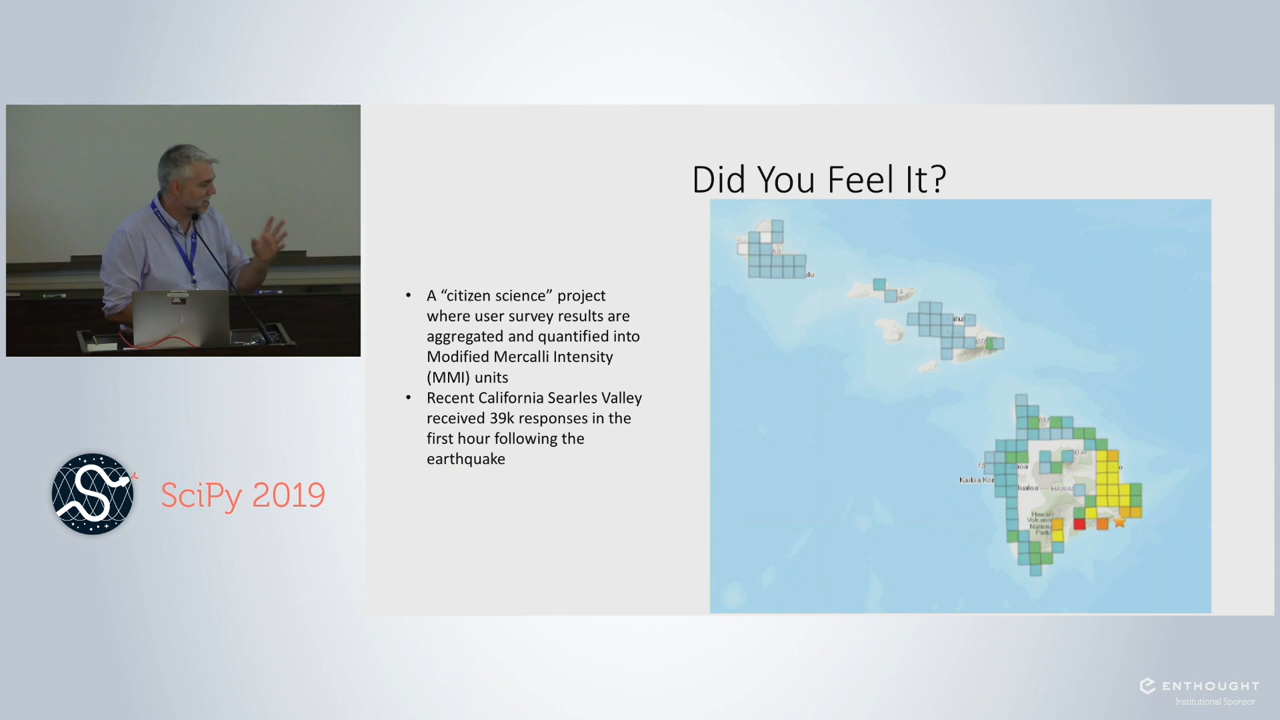 Did You Feel It?
• A “citizen science” project
where user survey results are
aggregated and quantified into
Modified Mercalli Intensity
(MMI) units
• Recent California Searles Valley
received 39k responses in the
first hour following the
earthquake
Hawai'i
National
SciPy 2019
ENTHOUGHT
Institutional Sponsor